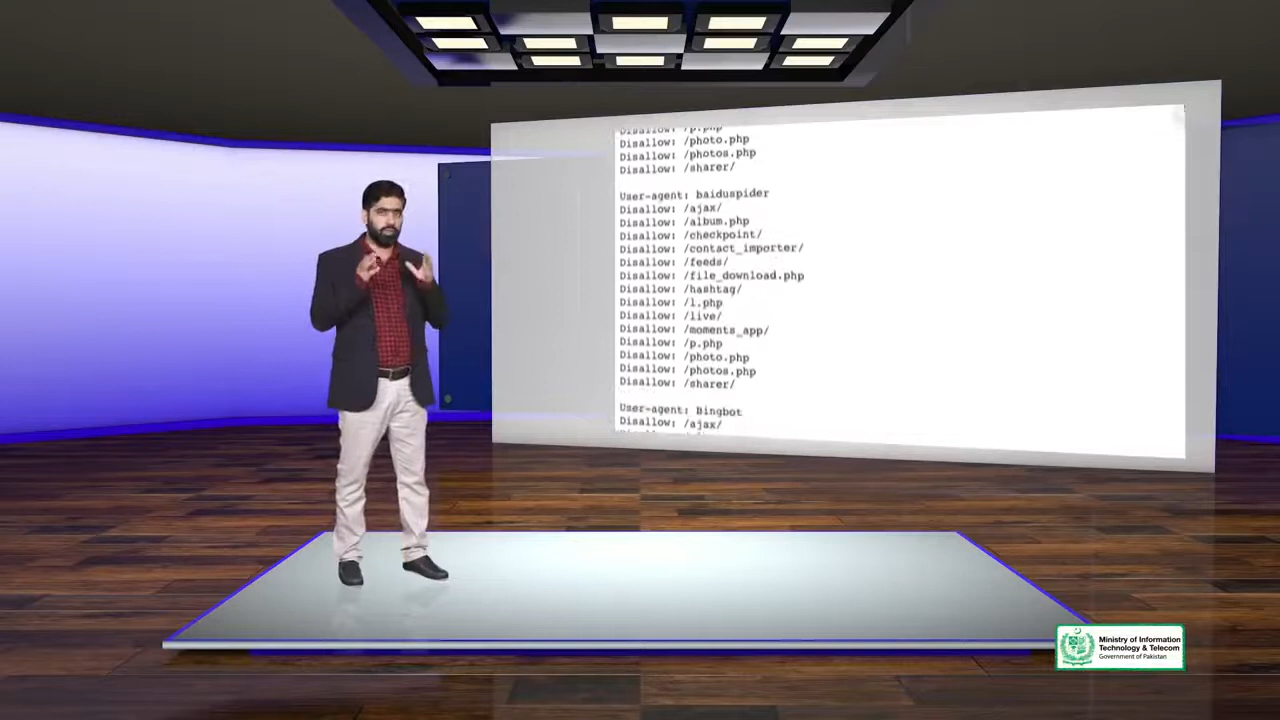 Disallow: /p.php
Disallow: /photo.php
Disallow: /photos.php
Disallow: /sharer/
User-agent: baiduspider
Disallow: /ajax/
Disallow: /album.php
Disallow: /checkpoint/
Disallow: /contact_importer/
Disallow: /feeds/
Disallow: /file_download.php
Disallow: /hashtag/
Disallow: /l.php
Disallow: /live/
Disallow: /moments_app/
Disallow: /p.php
Disallow: /photo.php
Disallow: /photos.php
Disallow: /sharer/
User-agent: Bingbot
Disallow: /ajax/
Ministry of Information
Technology & Telecom
Government of Pakistan